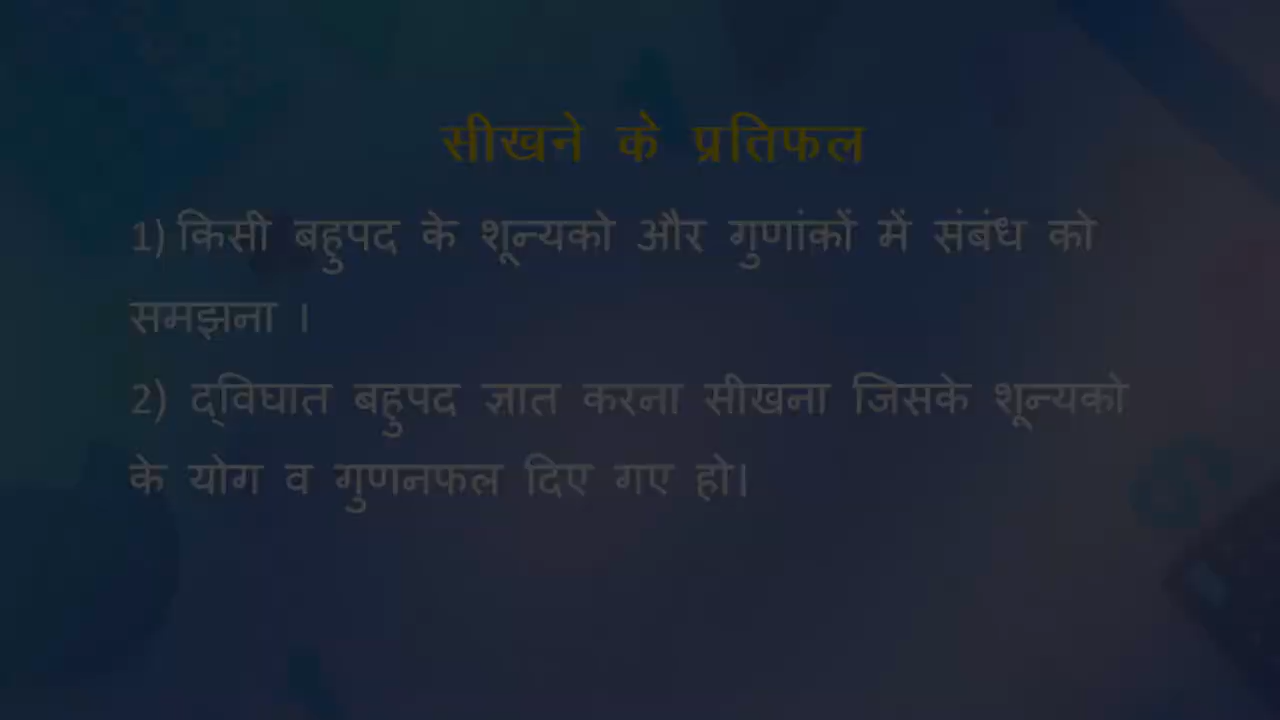 सीखने के प्रतिफल
1) किसी बहुपद के शून्यको और गुणांकों में संबंध को
समझना ।
2) द्विघात बहुपद ज्ञात करना सीखना जिसके शून्यको
के योग व गुणनफल दिए गए हो।